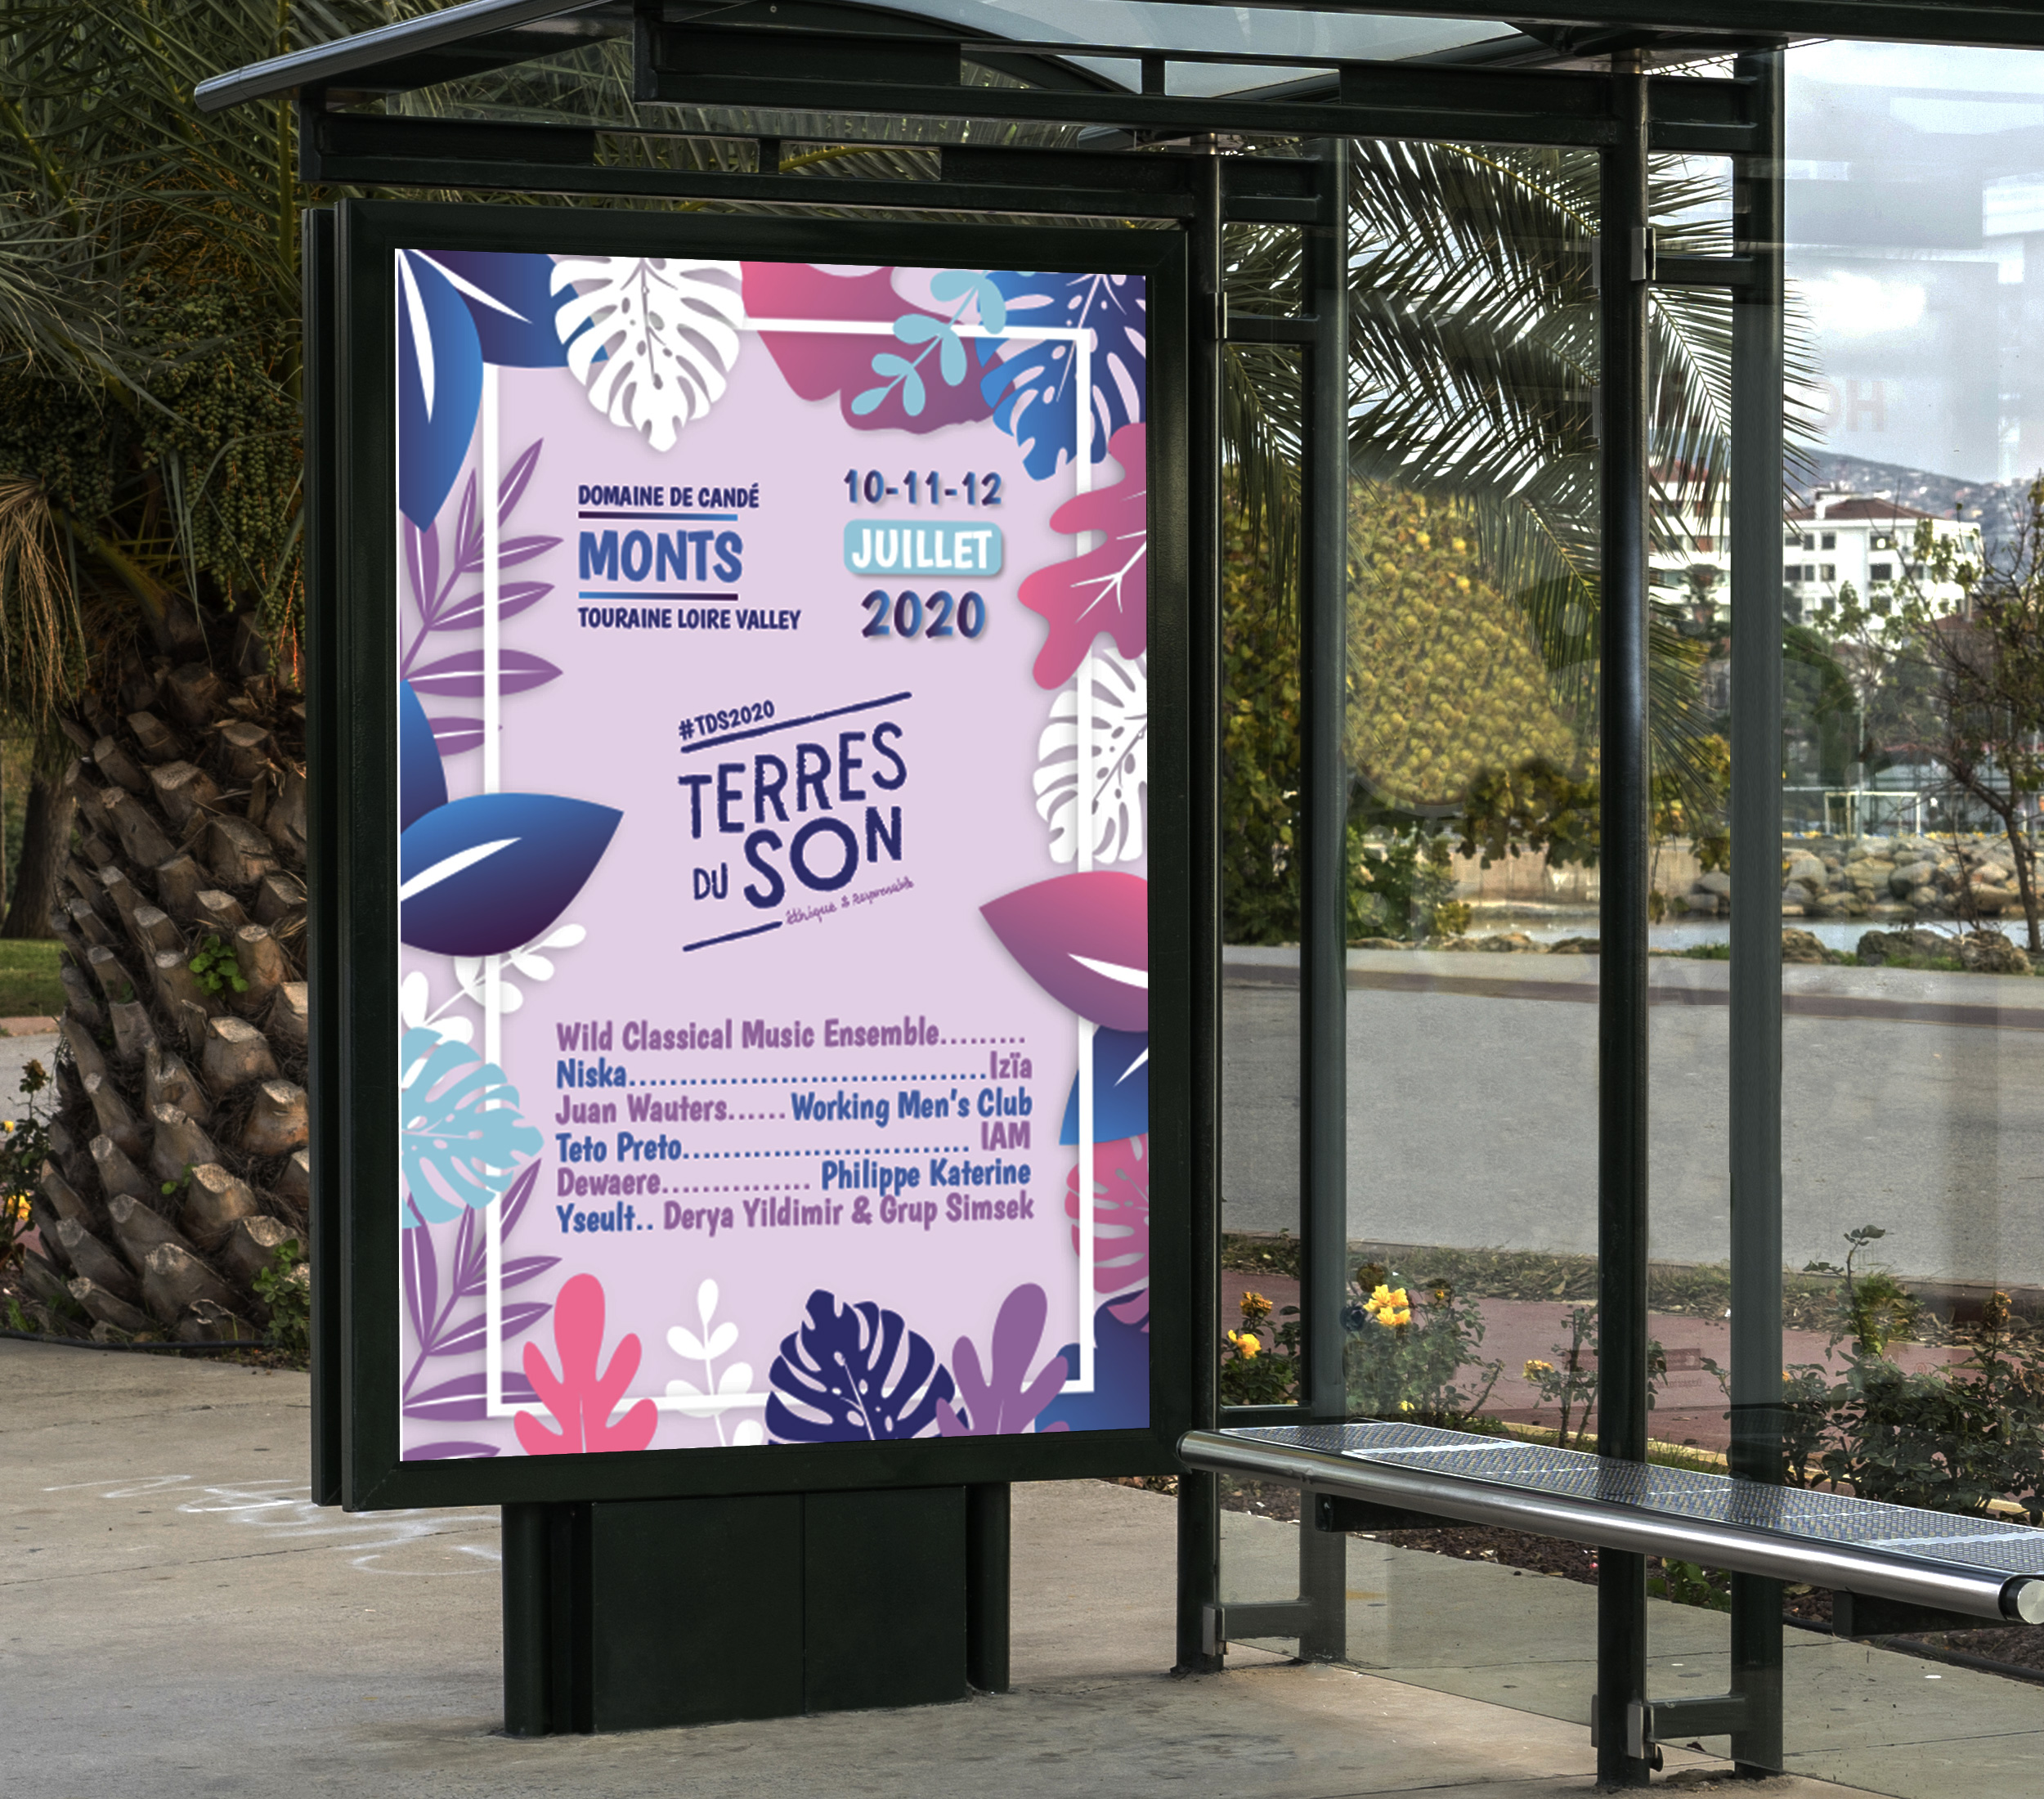 DOMAINE DE CANDÉ
MONTS
TOURAINE LOIRE VALLEY
10-11-12
JUILLET
2020
#TDS2020
TERRES
DU SON
éthique & Responsable
Wild Classical Music Ensemble.........
Niska...................................Izïa
Juan Wauters......Working Men's Club
Teto Preto............................ IAM
Dewaere............... Philippe Katerine
Yseult.. Derya Yildimir & Grup Simsek